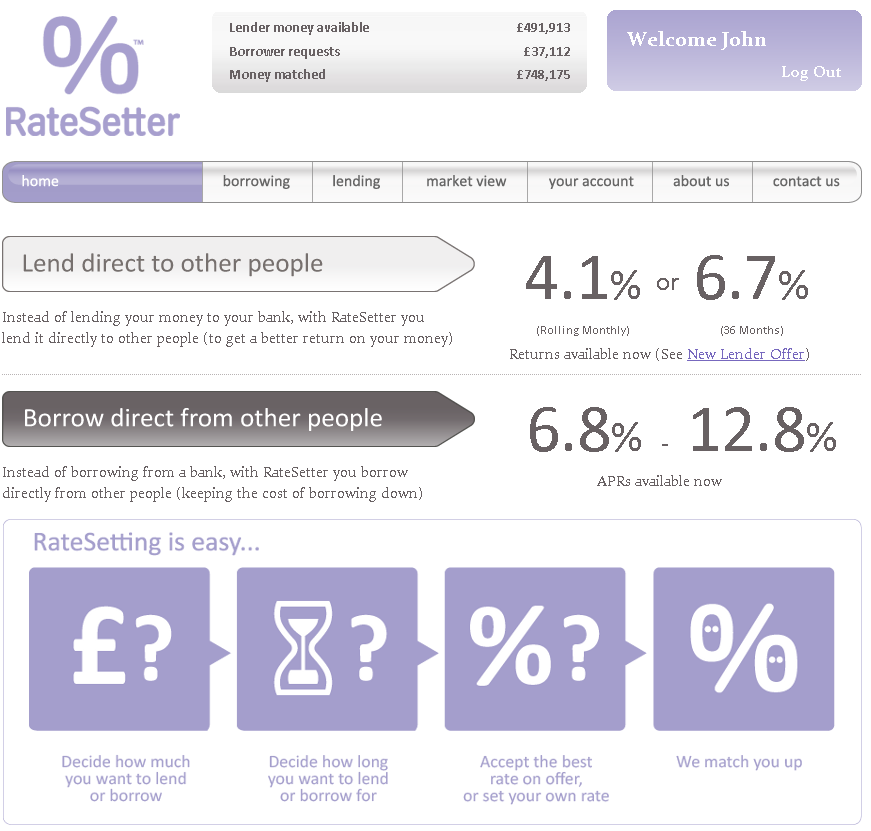 %™
RateSetter
Lender money available £491,913
Borrower requests £37,112
Money matched £748,175
Welcome John
Log Out
home borrowing lending market view your account about us contact us
Lend direct to other people
4.1% or 6.7%
Instead of lending your money to your bank, with RateSetter you
lend it directly to other people (to get a better return on your money)
(Rolling Monthly) (36 Months)
Returns available now (See New Lender Offer)
Borrow direct from other people
6.8% - 12.8%
Instead of borrowing from a bank, with RateSetter you borrow
directly from other people (keeping the cost of borrowing down)
APRs available now
RateSetting is easy...
£? ? %? %
Decide how much
you want to lend
or borrow
Decide how long
you want to lend
or borrow for
Accept the best
rate on offer,
or set your own rate
We match you up